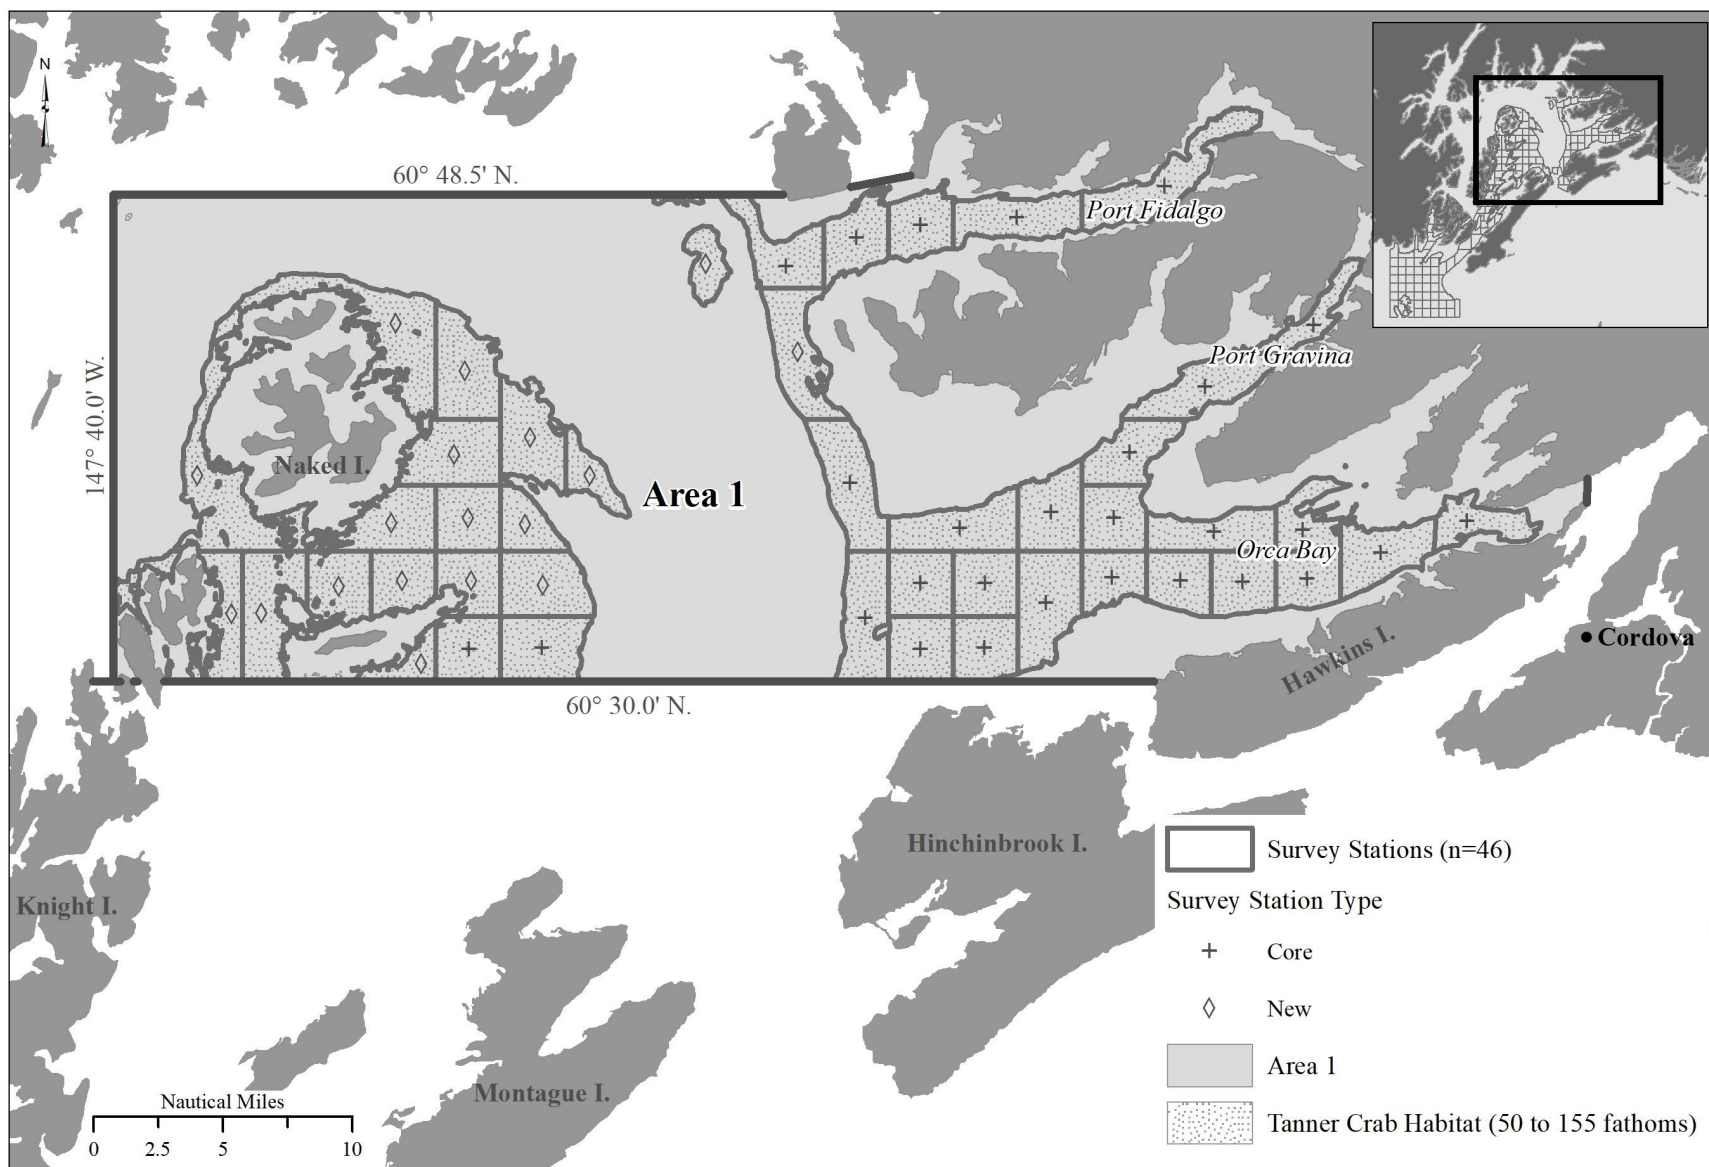 N
60° 48.5' N.
Port Fidalgo
147° 40.0' W.
Port Gravina
Naked I.
Area 1
Orca Bay
Cordova
Hawkins I.
60° 30.0' N.
Hinchinbrook I.
Knight I.
Montague I.
Survey Stations (n=46)
Survey Station Type
Core
New
Area 1
Tanner Crab Habitat (50 to 155 fathoms)
Nautical Miles
0 2.5 5 10